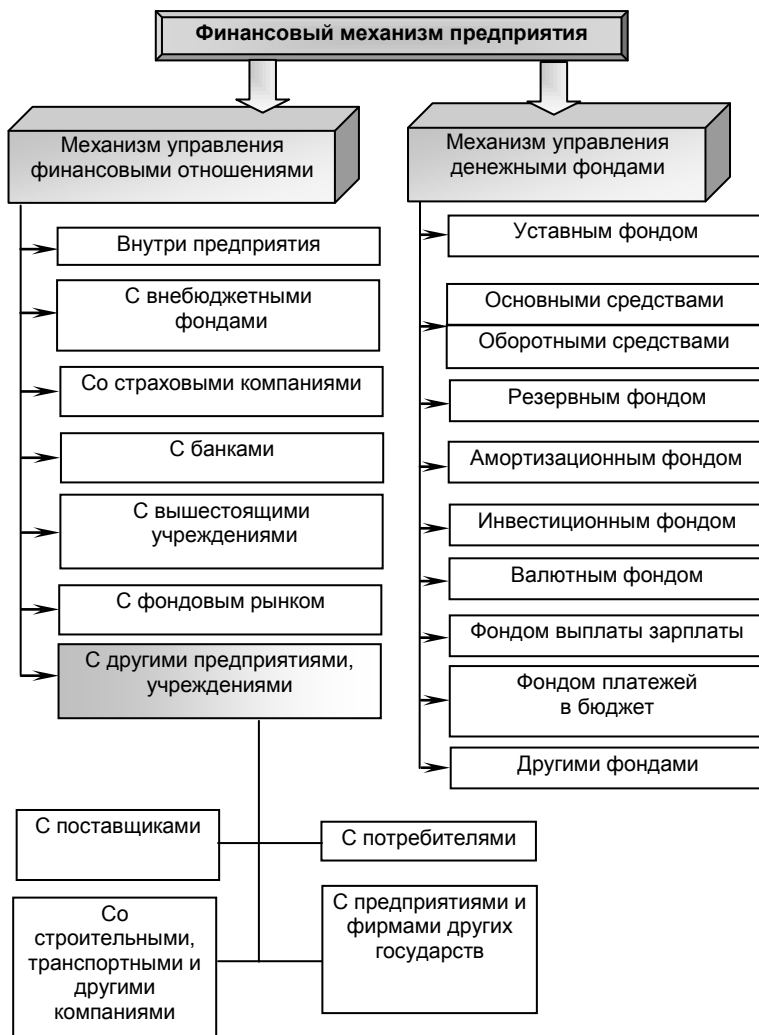 Финансовый механизм предприятия
Механизм управления
финансовыми отношениями
Внутри предприятия
С внебюджетными
фондами
Со страховыми компаниями
С банками
С вышестоящими
учреждениями
С фондовым рынком
С другими предприятиями,
учреждениями
С поставщиками
С потребителями
Со
строительными,
транспортными и
другими
компаниями
С предприятиями и
фирмами других
государств
Механизм управления
денежными фондами
Уставным фондом
Основными средствами
Оборотными средствами
Резервным фондом
Амортизационным фондом
Инвестиционным фондом
Валютным фондом
Фондом выплаты зарплаты
Фондом платежей
в бюджет
Другими фондами